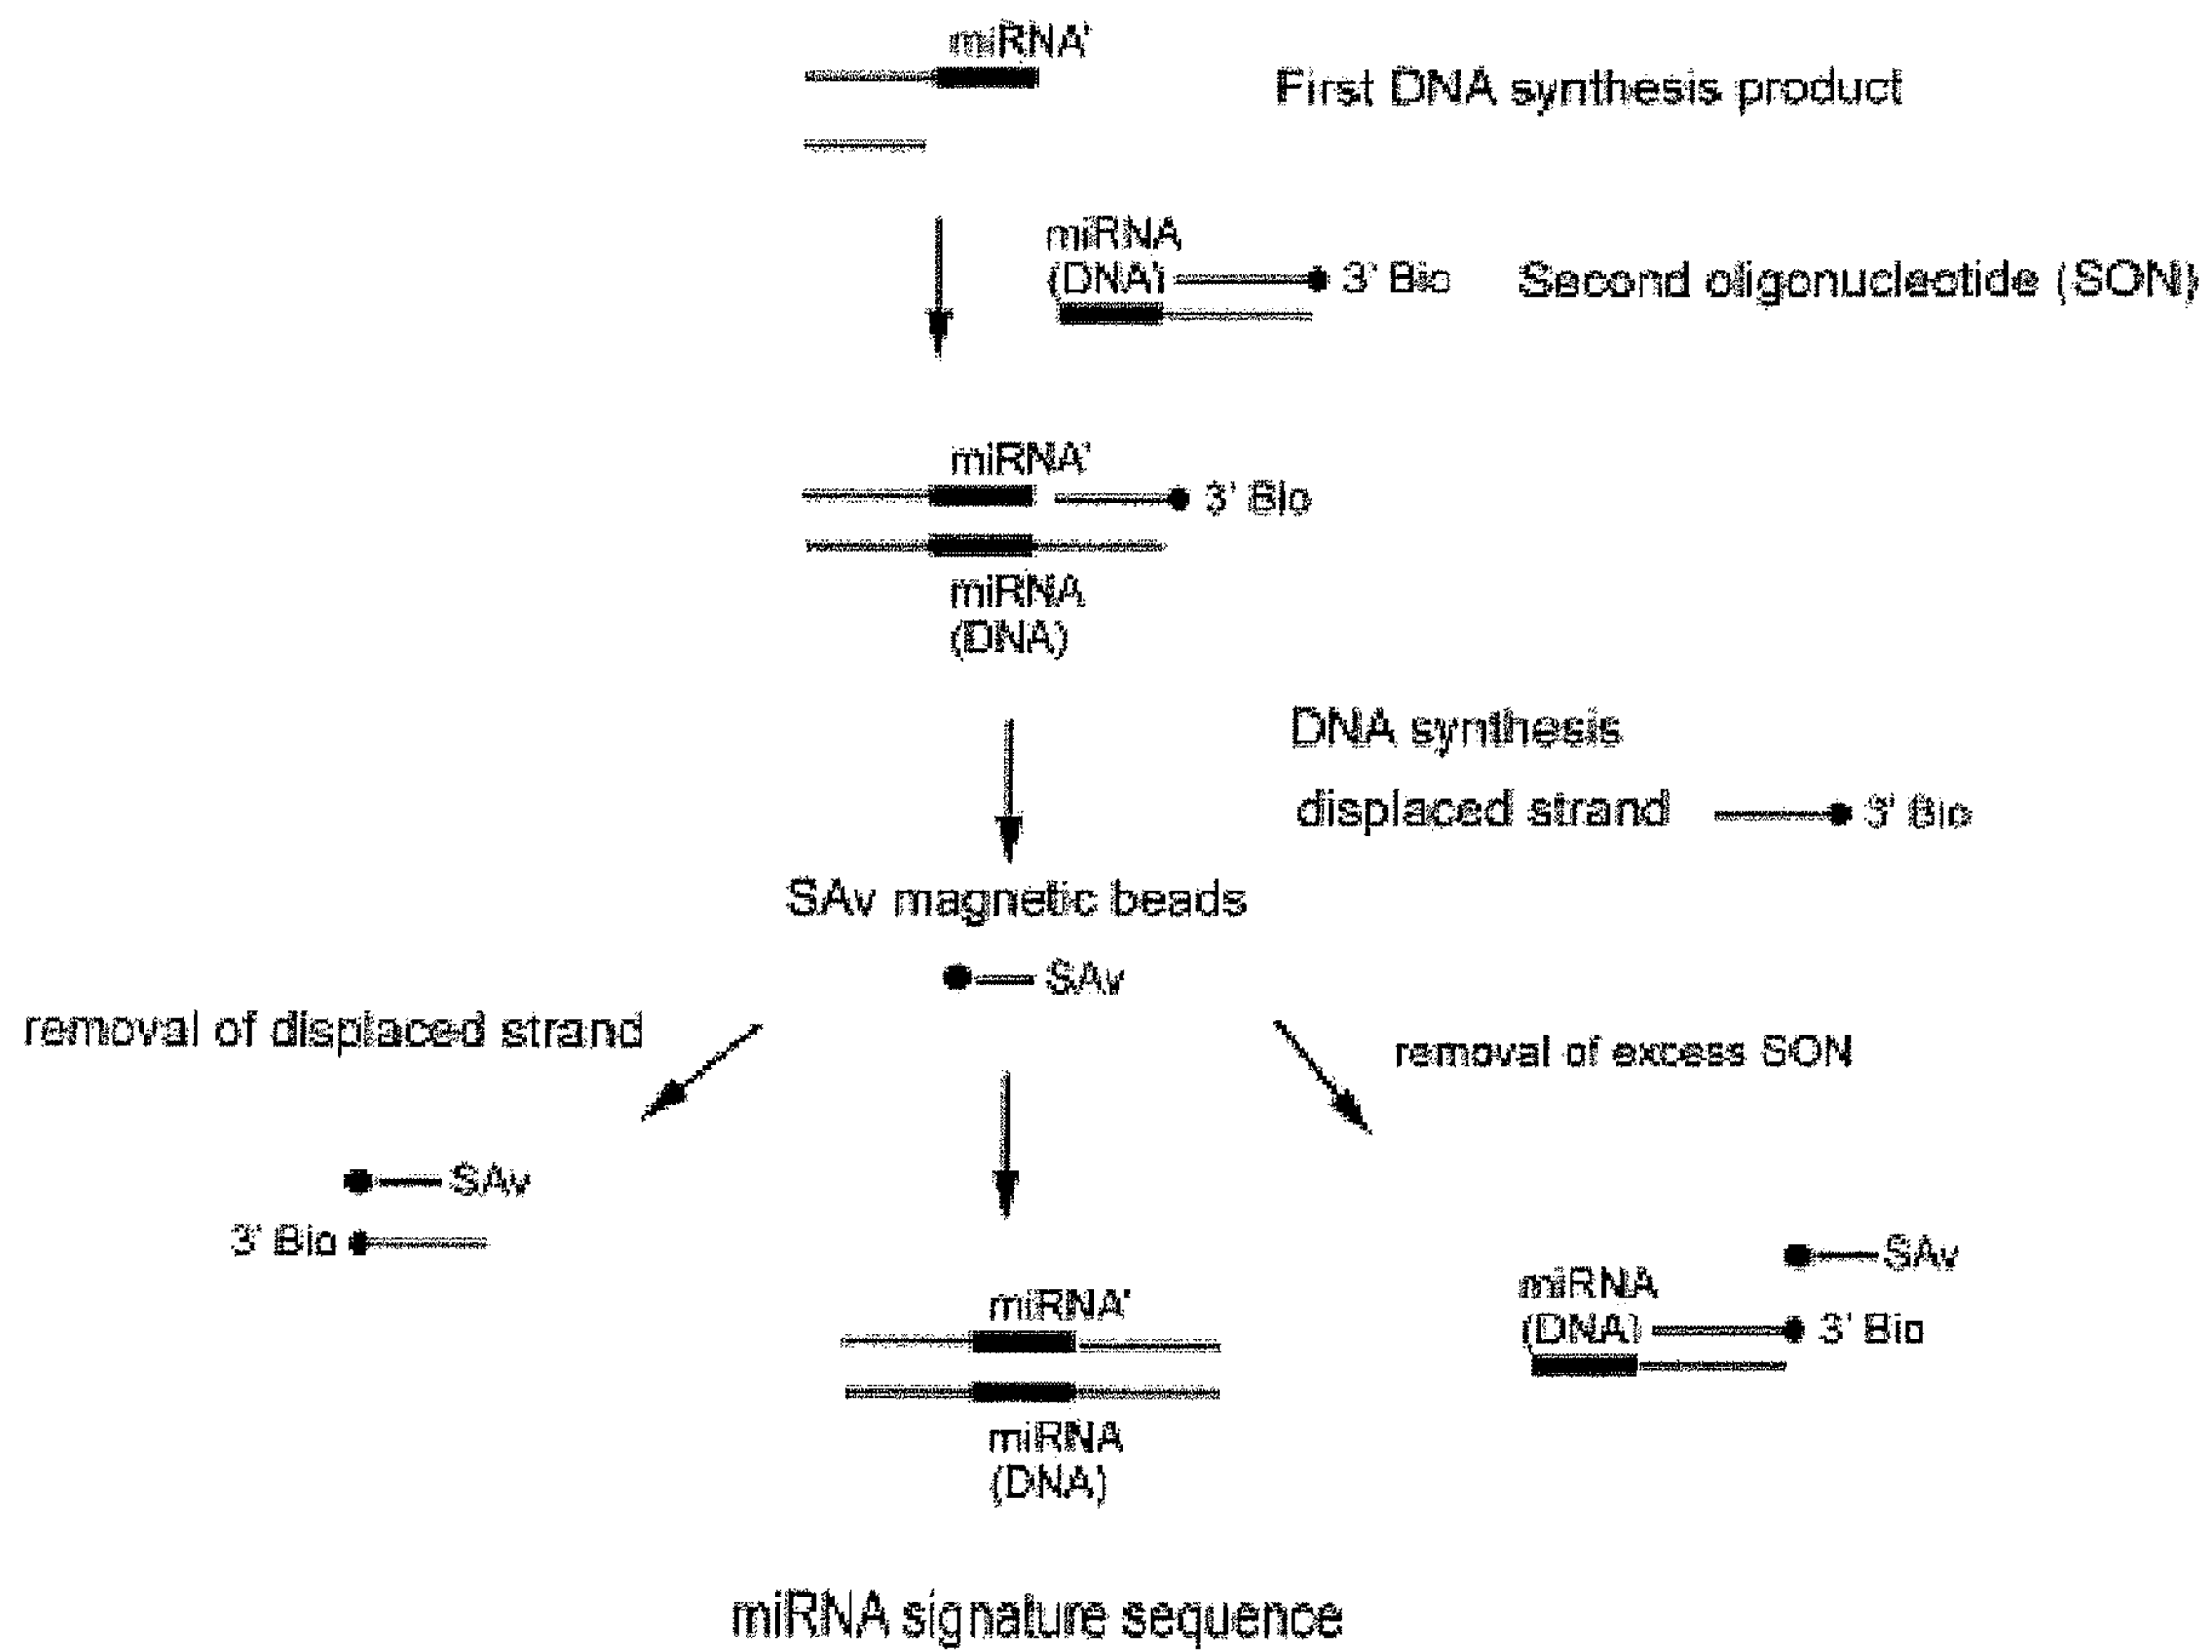 miRNA'
First DNA synthesis product
miRNA
(DNA)
3' Bio
Second oligonucleotide (SON)
miRNA'
3' Bio
miRNA
(DNA)
DNA synthesis
displaced strand
3' Bio
SAv magnetic beads
SAv
removal of displaced strand
removal of excess SON
SAv
3' Bio
SAv
miRNA
(DNA)
3' Bio
miRNA'
miRNA
(DNA)
miRNA signature sequence